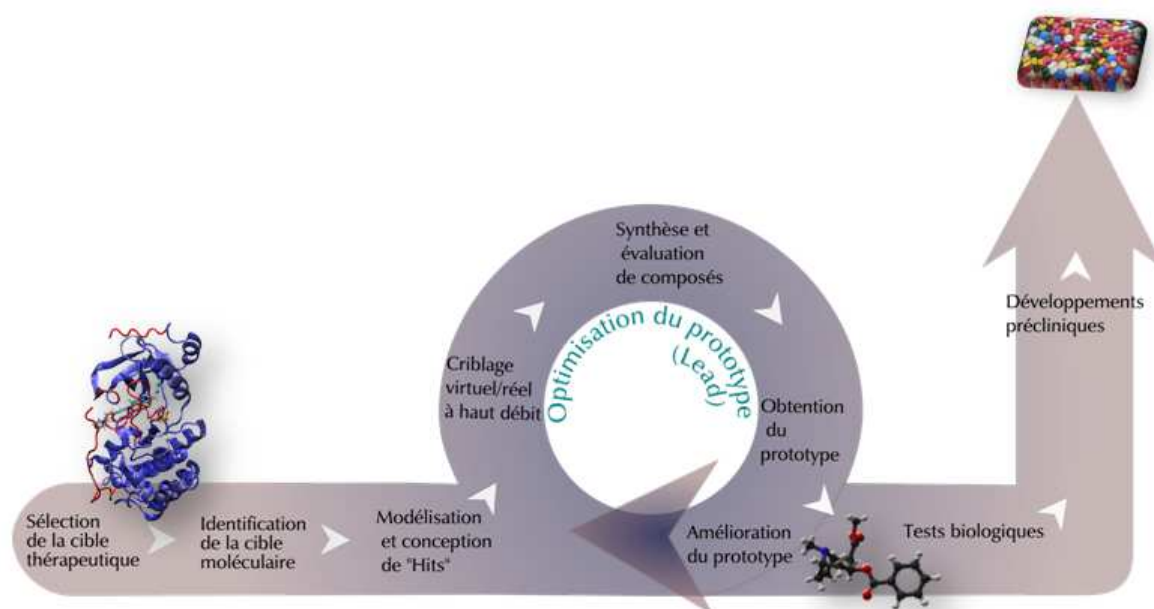 Sélection
de la cible
thérapeutique
Identification
de la cible
moléculaire
Modélisation
et conception
de "Hits"
Criblage
virtuel/réel
à haut débit
Synthèse et
évaluation
de composés
Optimisation du prototype
(Lead)
Obtention
du
prototype
Amélioration
du prototype
Tests biologiques
Développements
précliniques